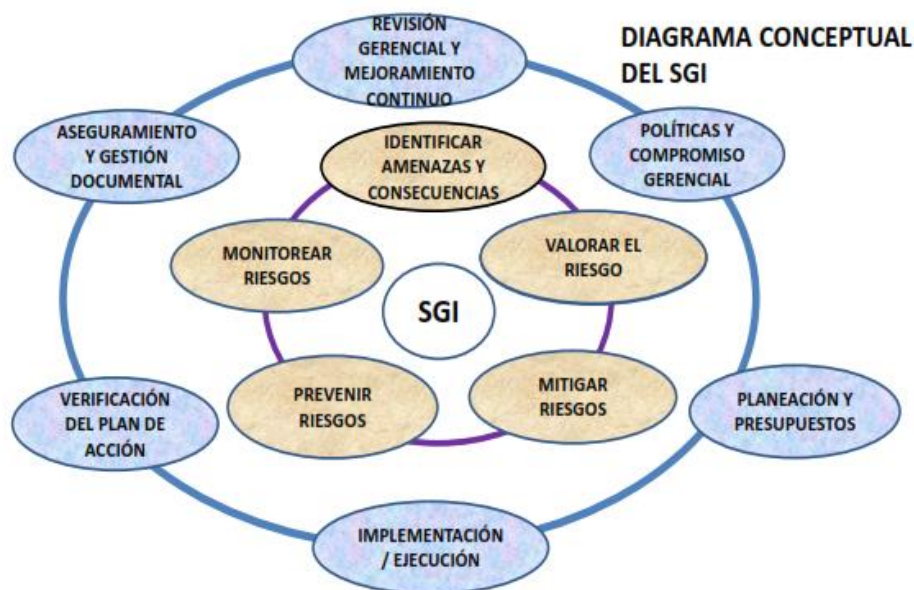 DIAGRAMA CONCEPTUAL
DEL SGI
REVISIÓN
GERENCIAL Y
MEJORAMIENTO
CONTINUO
POLÍTICAS Y
COMPROMISO
GERENCIAL
PLANEACIÓN Y
PRESUPUESTOS
IMPLEMENTACIÓN
/ EJECUCIÓN
VERIFICACIÓN
DEL PLAN DE
ACCIÓN
ASEGURAMIENTO
Y GESTIÓN
DOCUMENTAL
IDENTIFICAR
AMENAZAS Y
CONSECUENCIAS
VALORAR EL
RIESGO
MITIGAR
RIESGOS
PREVENIR
RIESGOS
MONITOREAR
RIESGOS
SGI